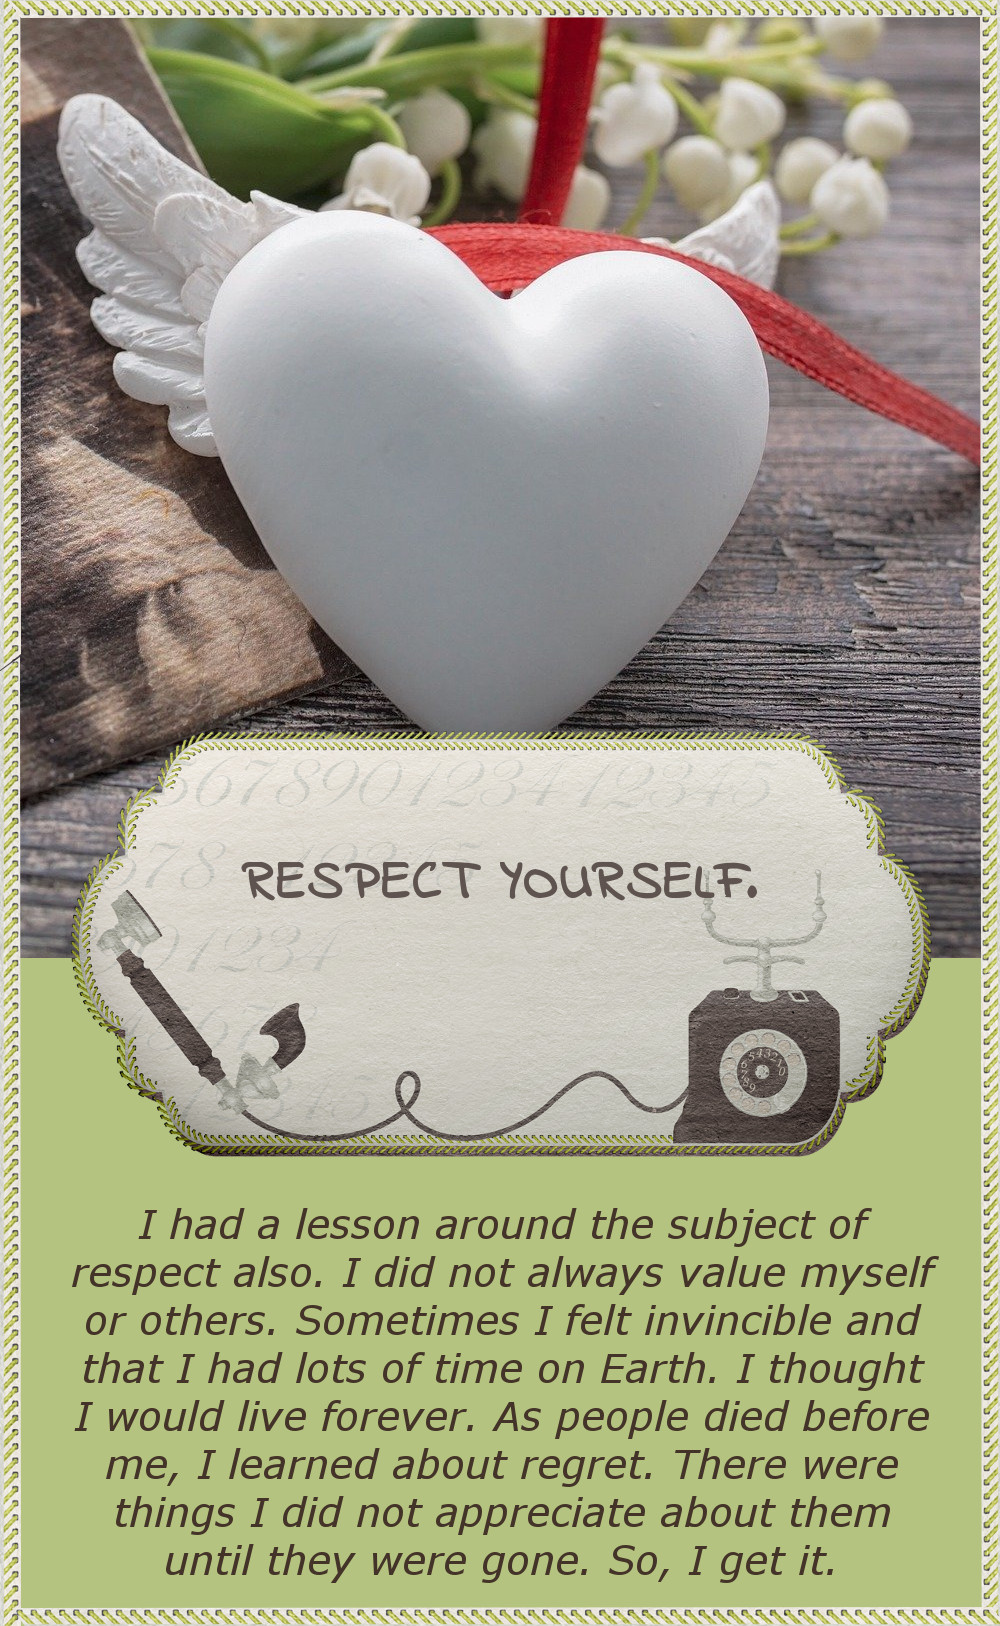 5678901234 12345
RESPECT YOURSELF.
I had a lesson around the subject of
respect also. I did not always value myself
or others. Sometimes I felt invincible and
that I had lots of time on Earth. I thought
I would live forever. As people died before
me, I learned about regret. There were
things I did not appreciate about them
until they were gone. So, I get it.